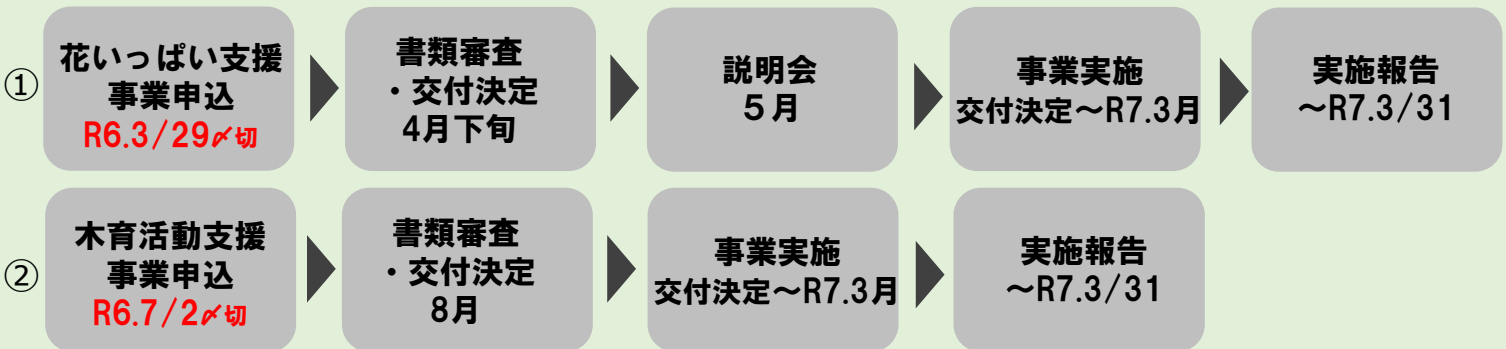 ①
花いっぱい支援
事業申込
R6.3/29〆切
書類審査
・交付決定
4月下旬
説明会
5月
事業実施
交付決定～R7.3月
実施報告
～R7.3/31
②
木育活動支援
事業申込
R6.7/2〆切
書類審査
・交付決定
8月
事業実施
交付決定～R7.3月
実施報告
～R7.3/31